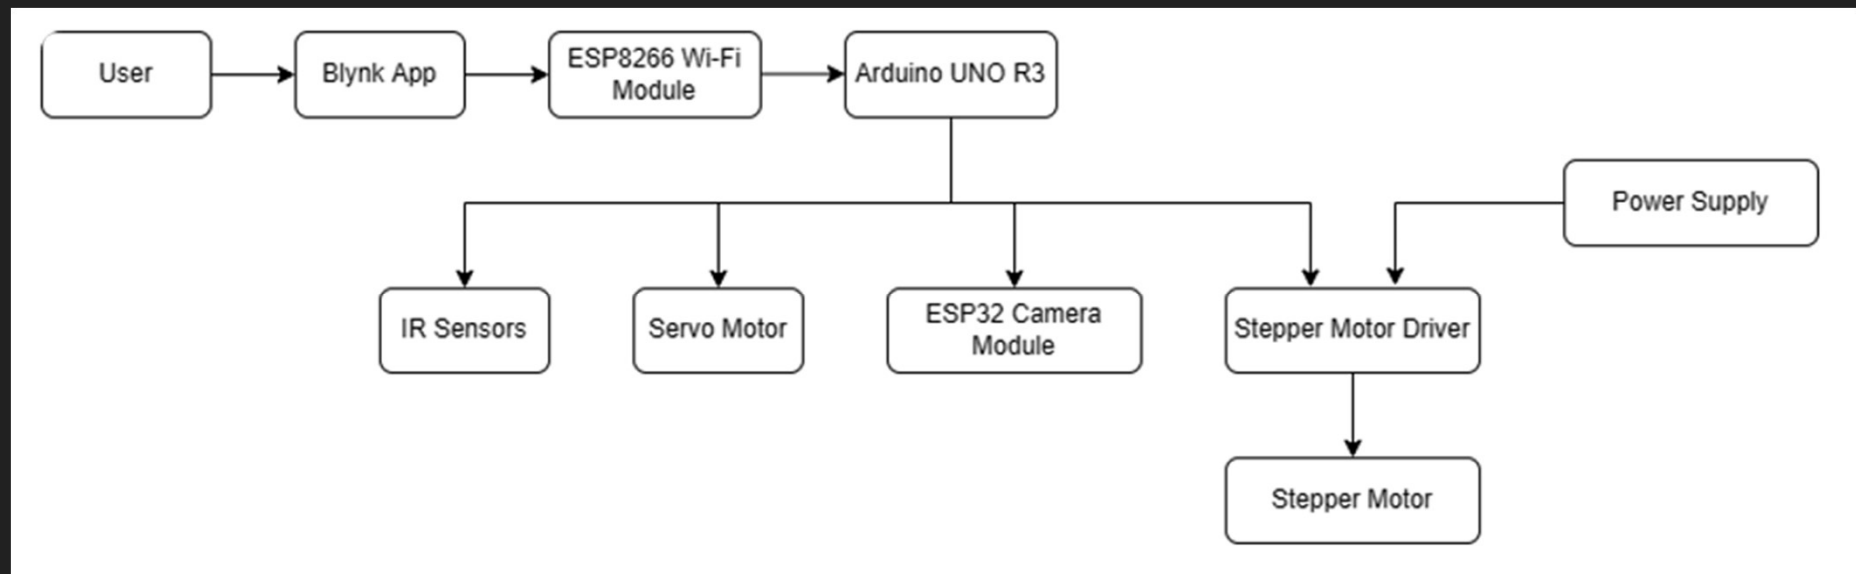 User
Blynk App
ESP8266 Wi-Fi
Module
Arduino UNO R3
Power Supply
IR Sensors
Servo Motor
ESP32 Camera
Module
Stepper Motor Driver
Stepper Motor